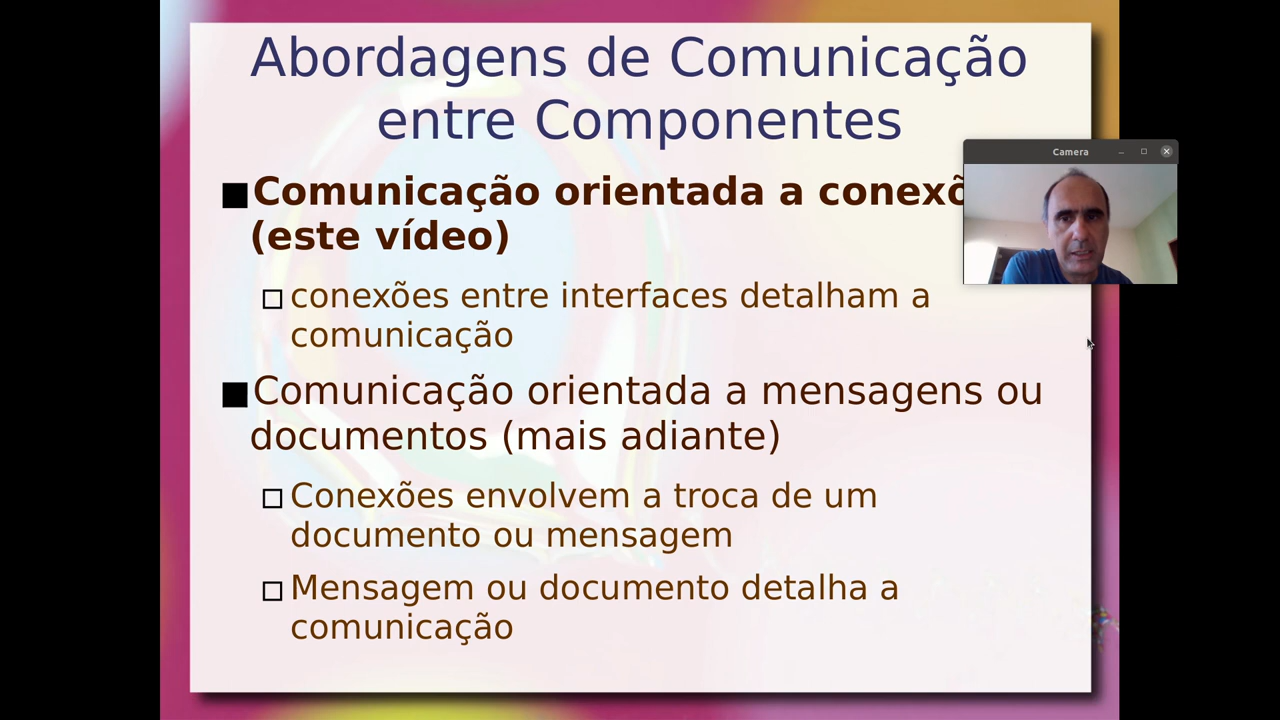 Abordagens de Comunicação
entre Componentes
Comunicação orientada a
(este vídeo)
conexões entre interfaces detalham a
comunicação
Comunicação orientada a mensagens ou
documentos (mais adiante)
Conexões envolvem a troca de um
documento ou mensagem
Mensagem ou documento detalha a
comunicação
Camera